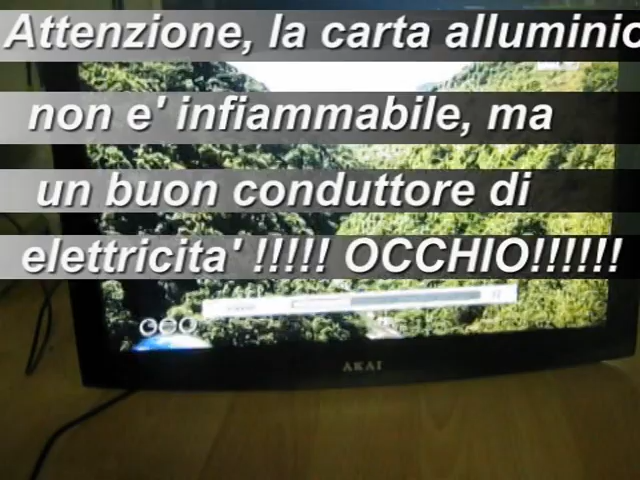 Attenzione, la carta alluminio
non e' infiammabile, ma
un buon conduttore di
elettricita' !!!!! OCCHIO!!!!!!
AKAI